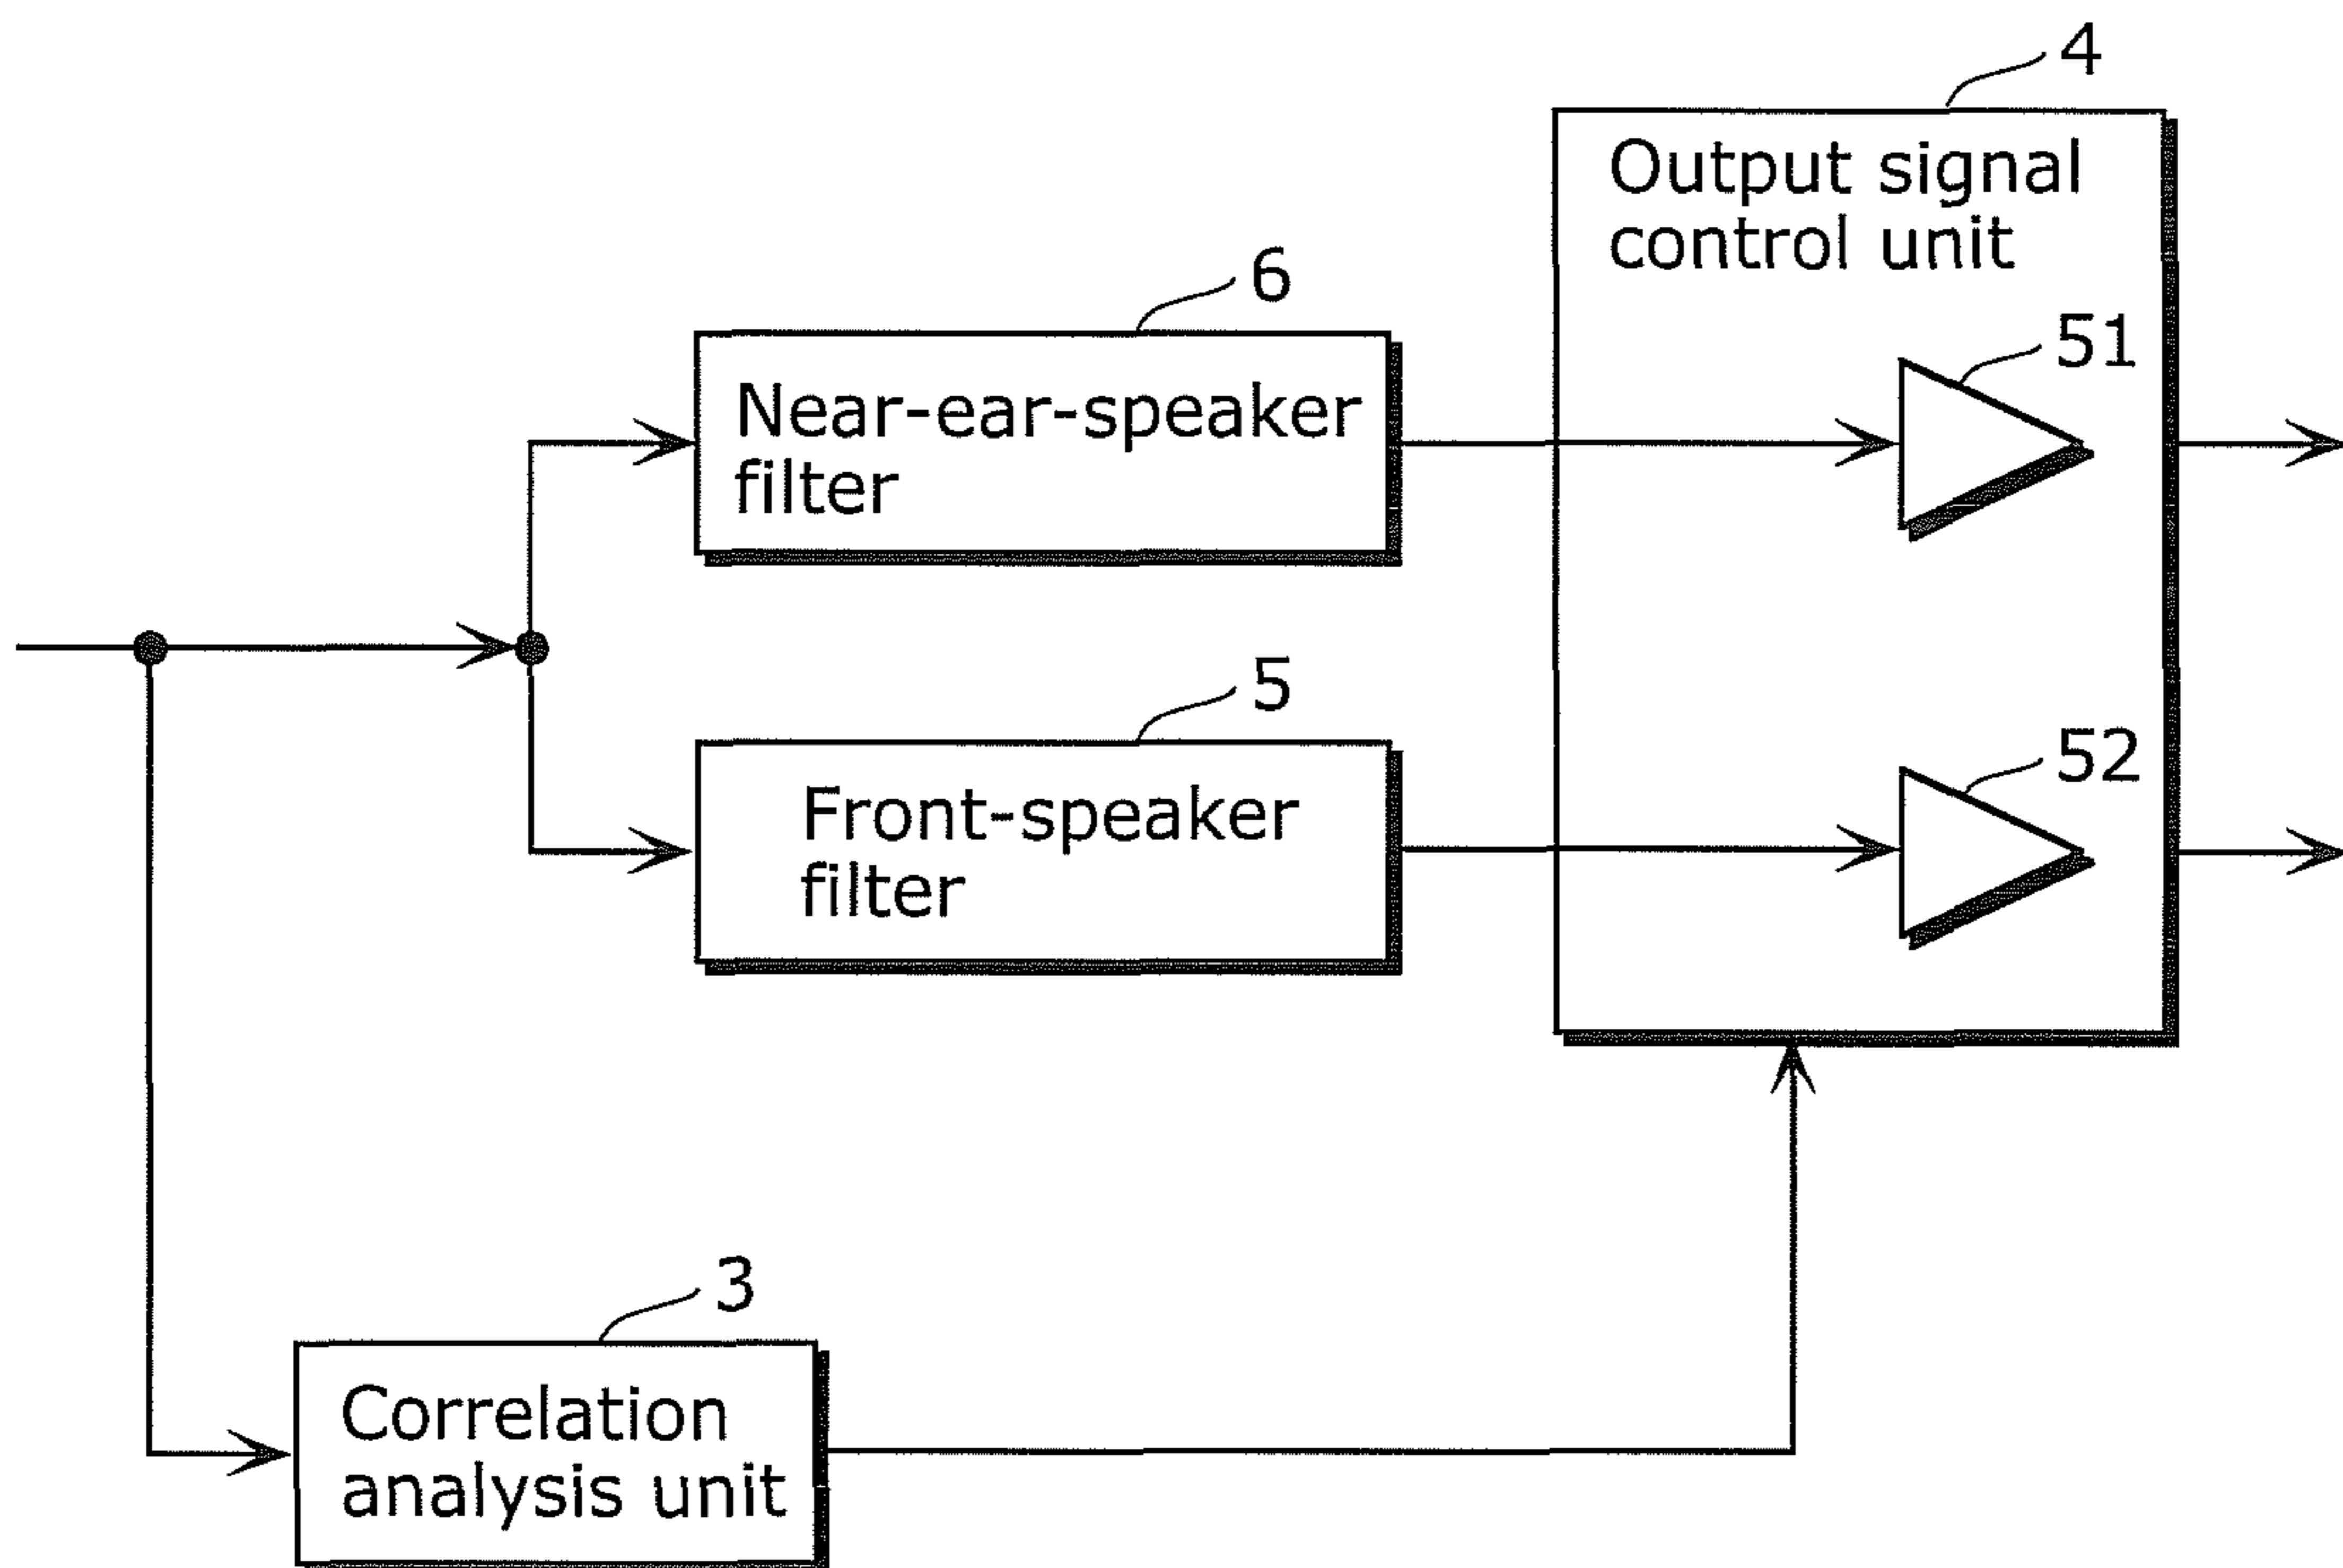 4
Output signal
control unit
6
51
Near-ear-speaker
filter
5
52
Front-speaker
filter
3
Correlation
analysis unit